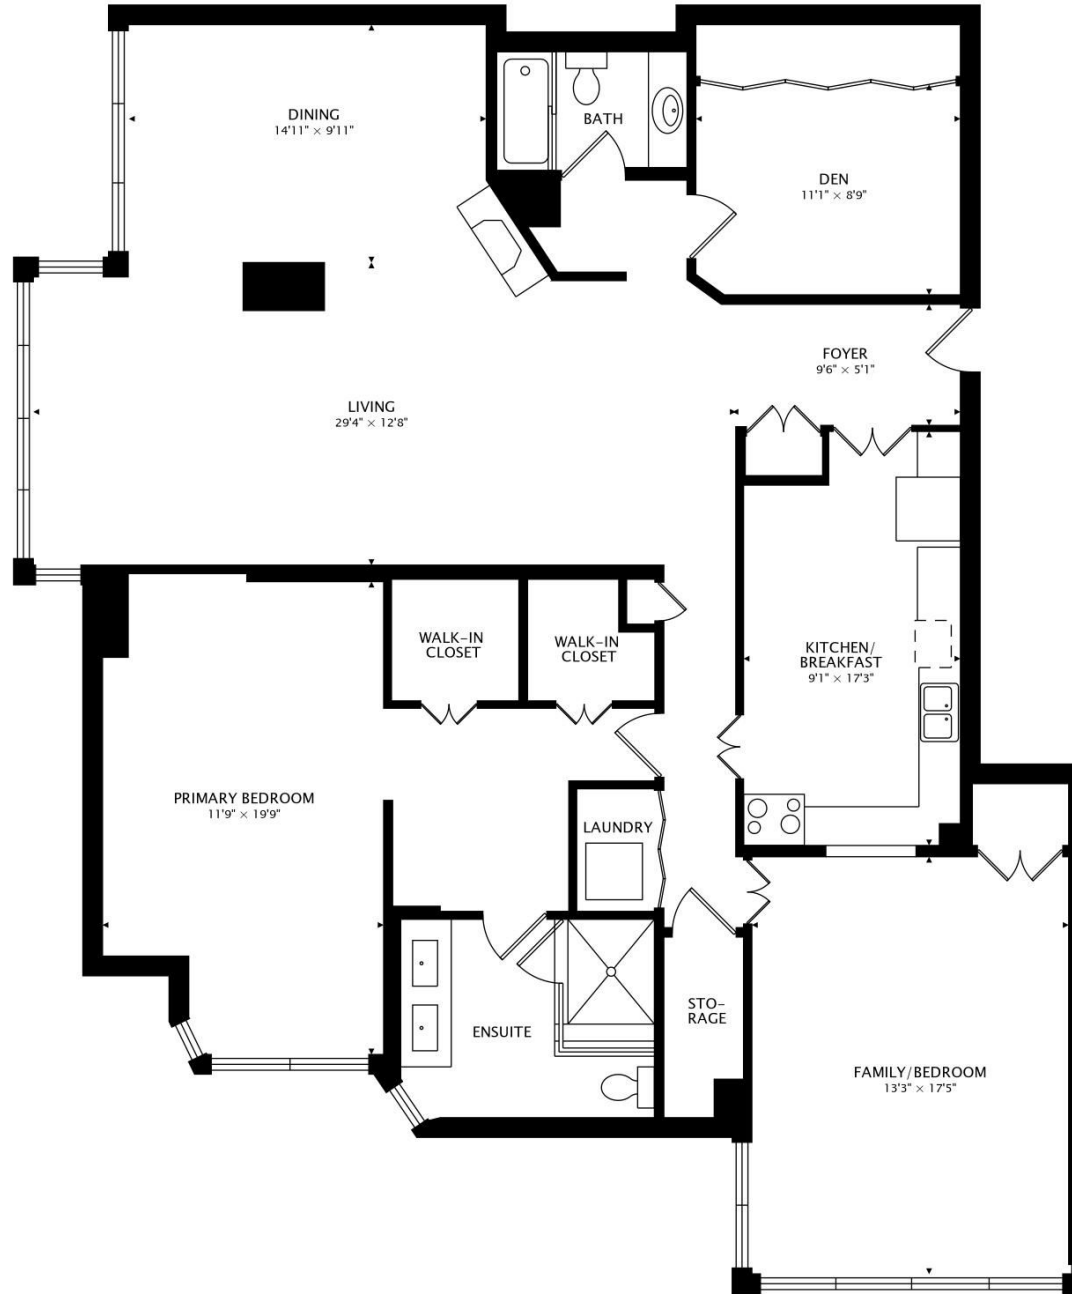 DINING
14'11" × 9'11"
BATH
DEN
11'1" × 8'9"
FOYER
9'6" × 5'1"
LIVING
29'4" × 12'8"
WALK-IN
CLOSET
WALK-IN
CLOSET
KITCHEN/
BREAKFAST
9'1" × 17'3"
PRIMARY BEDROOM
11'9" × 19'9"
LAUNDRY
ENSUITE
STO-
RAGE
FAMILY/BEDROOM
13'3" × 17'5"